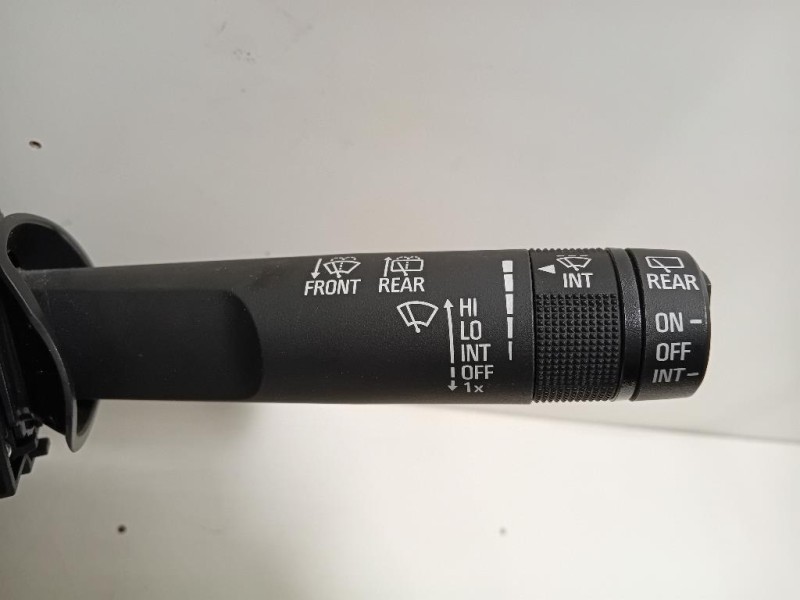 FRONT REAR
HI
LO
INT
OFF
1x
INT
REAR
ON
OFF
INT